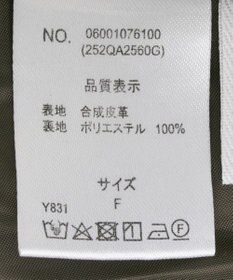 NO. 06001076100
(252QA2560G)
品質表示
表地 合成皮革
裏地 ポリエステル 100%
サイズ
Y831 F